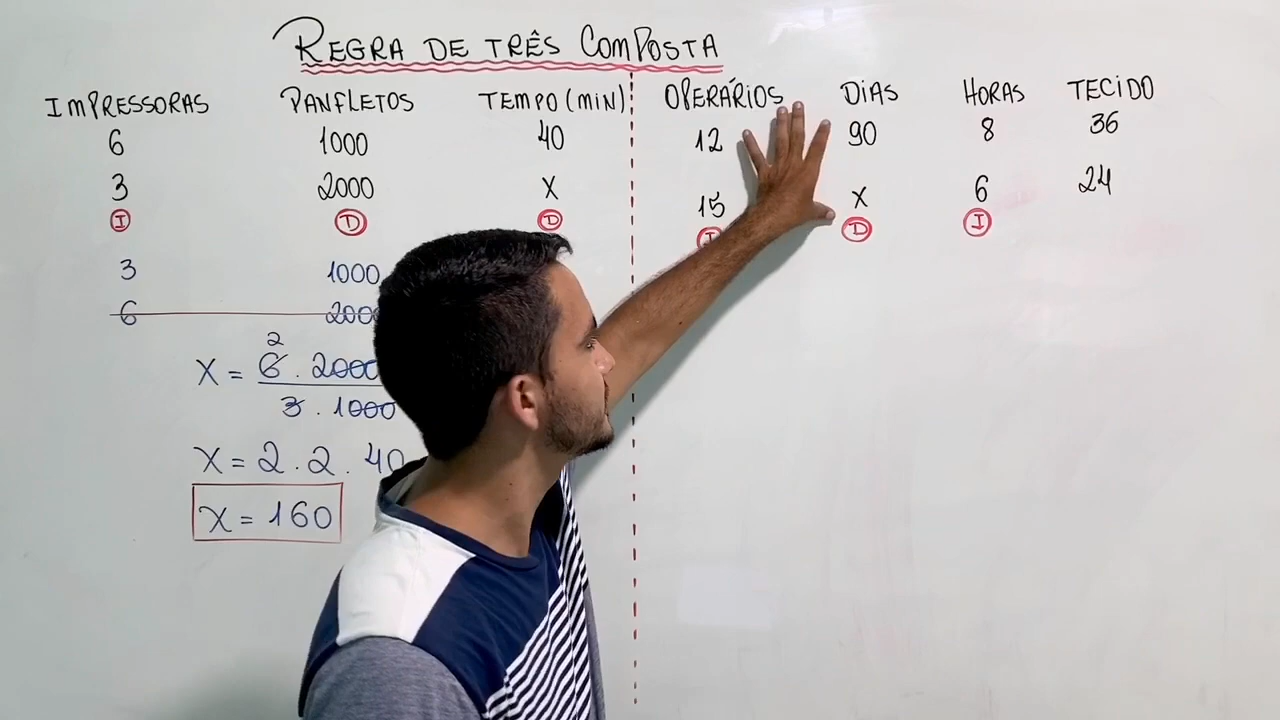 REGRA DE TRÊS COMPOSTA
IMPRESSORAS PANFLETOS TEMPO (MIN)
6 1000 40
3 2000 X
I D D
3 1000
6 2000
2
X = 6 . 2000
3 . 1000
X = 2 . 2 . 40
X = 160
OPERÁRIOS DIAS HORAS TECIDO
12 90 8 36
15 X 6 24
I D I